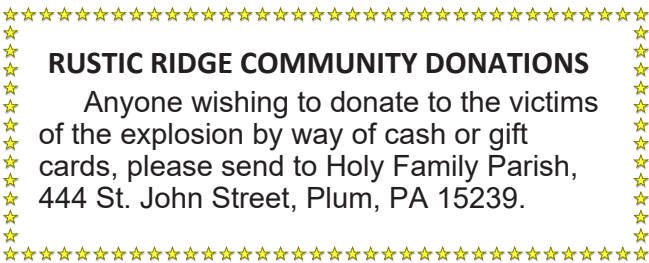 RUSTIC RIDGE COMMUNITY DONATIONS
Anyone wishing to donate to the victims
of the explosion by way of cash or gift
cards, please send to Holy Family Parish,
444 St. John Street, Plum, PA 15239.